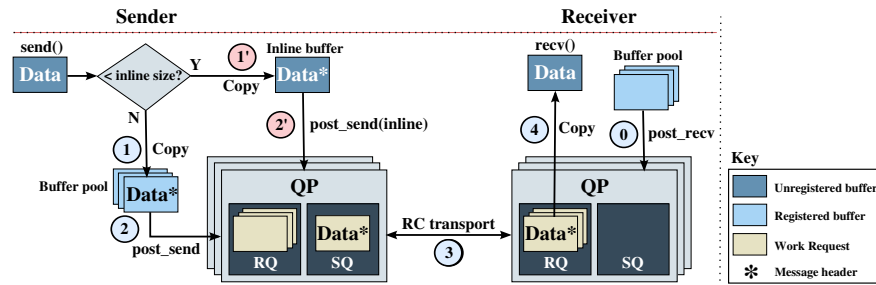 Sender
Receiver
send()
Data
< inline size?
Y
N
1'
Copy
Inline buffer
Data*
2'
post_send(inline)
1
Copy
Buffer pool
Data*
2
post_send
QP
RQ
Data*
SQ
RC transport
3
recv()
Data
4
Copy
Buffer pool
0
post_recv
QP
Data*
RQ
SQ
Key
Unregistered buffer
Registered buffer
Work Request
* Message header